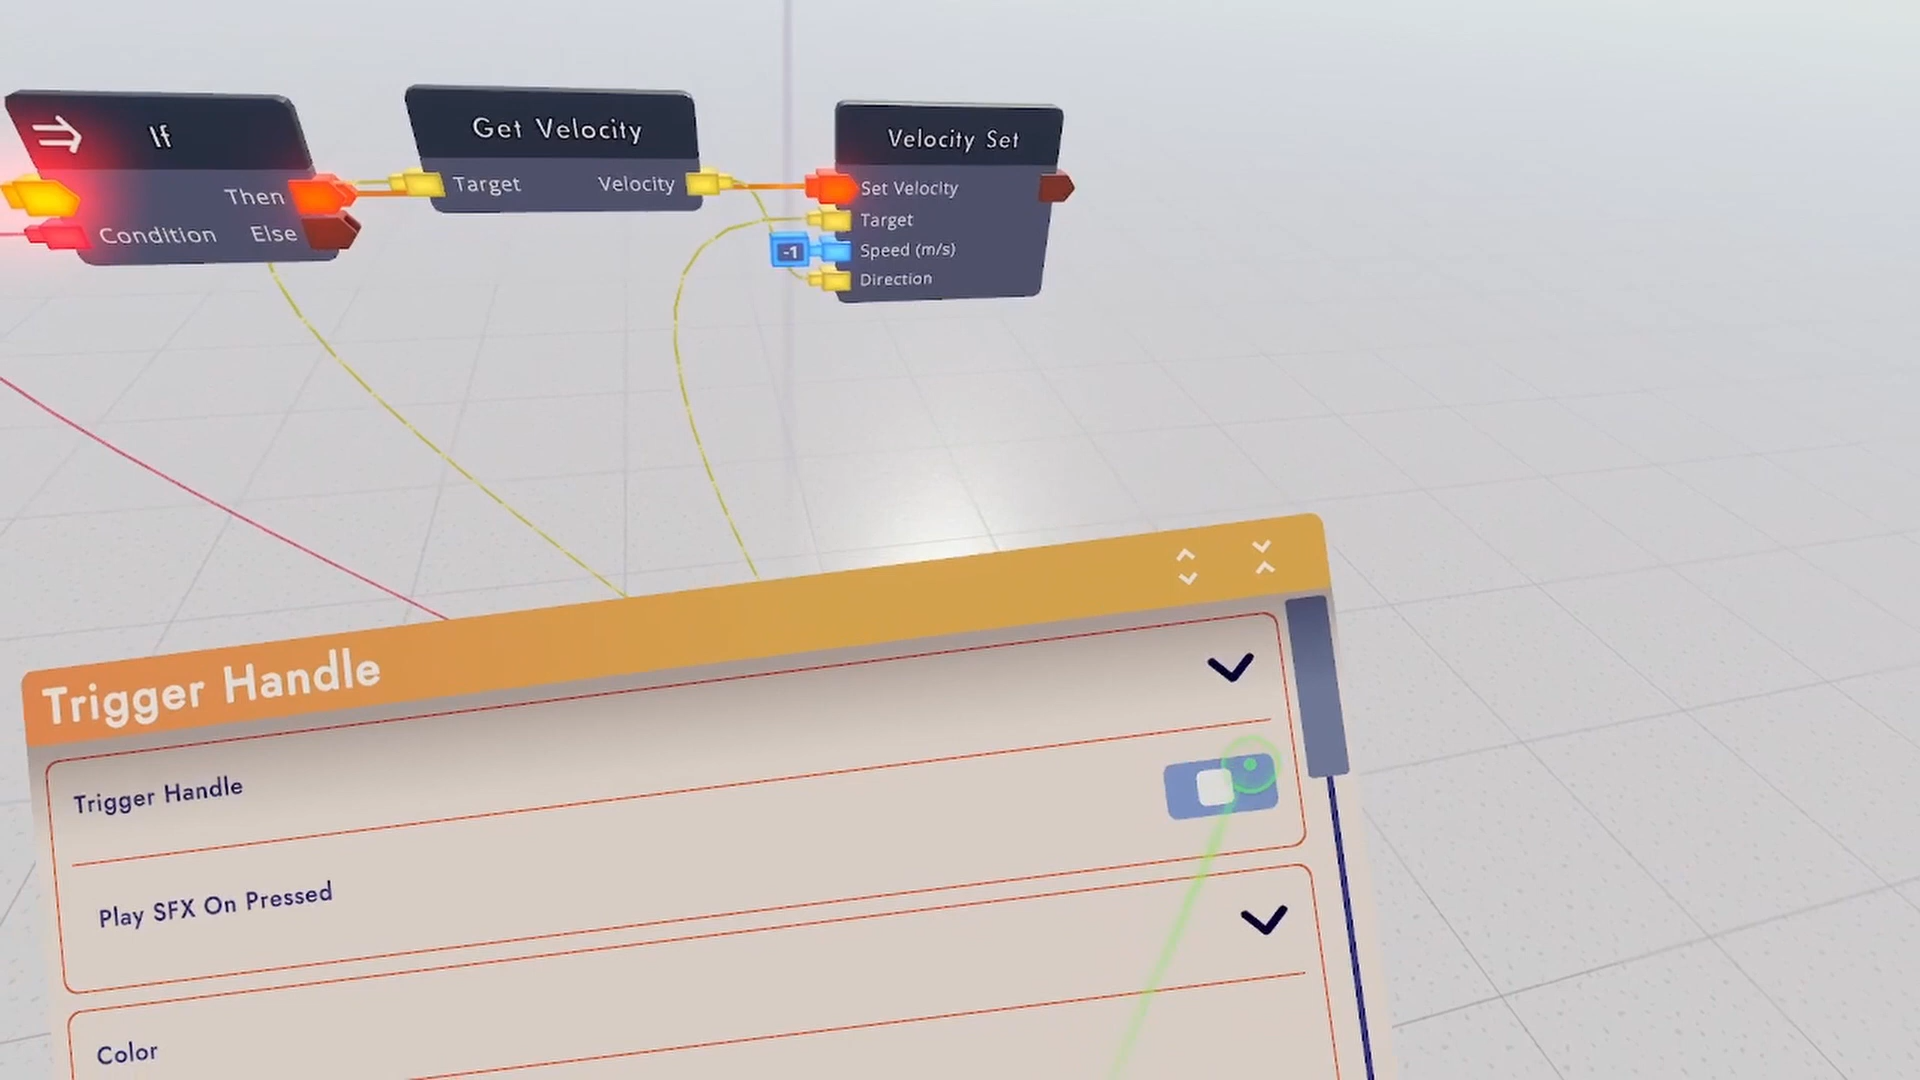 If
Then
Condition Else
Get Velocity
Target Velocity
Velocity Set
Set Velocity
Target
-1 Speed (m/s)
Direction
Trigger Handle
Trigger Handle
Play SFX On Pressed
Color